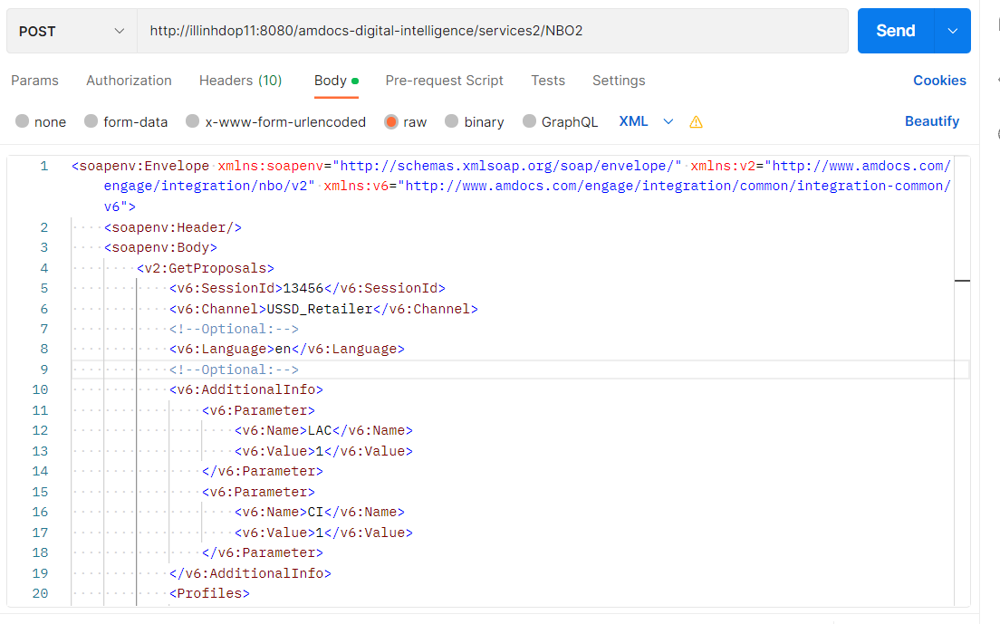 POST http://illinhdop11:8080/amdocs-digital-intelligence/services2/NBO2 Send
Params Authorization Headers (10) Body Pre-request Script Tests Settings Cookies
none form-data x-www-form-urlencoded raw binary GraphQL XML Beautify
1 <soapenv:Envelope xmlns:soapenv="http://schemas.xmlsoap.org/soap/envelope/" xmlns:v2="http://www.amdocs.com/
engage/integration/nbo/v2" xmlns:v6="http://www.amdocs.com/engage/integration/common/integration-common/
v6">
2 <soapenv:Header/>
3 <soapenv:Body>
4 <v2:GetProposals>
5 <v6:SessionId>13456</v6:SessionId>
6 <v6:Channel>USSD_Retailer</v6:Channel>
7 <!--Optional:-->
8 <v6:Language>en</v6:Language>
9 <!--Optional:-->
10 <v6:AdditionalInfo>
11 <v6:Parameter>
12 <v6:Name>LAC</v6:Name>
13 <v6:Value>1</v6:Value>
14 </v6:Parameter>
15 <v6:Parameter>
16 <v6:Name>CI</v6:Name>
17 <v6:Value>1</v6:Value>
18 </v6:Parameter>
19 </v6:AdditionalInfo>
20 <Profiles>